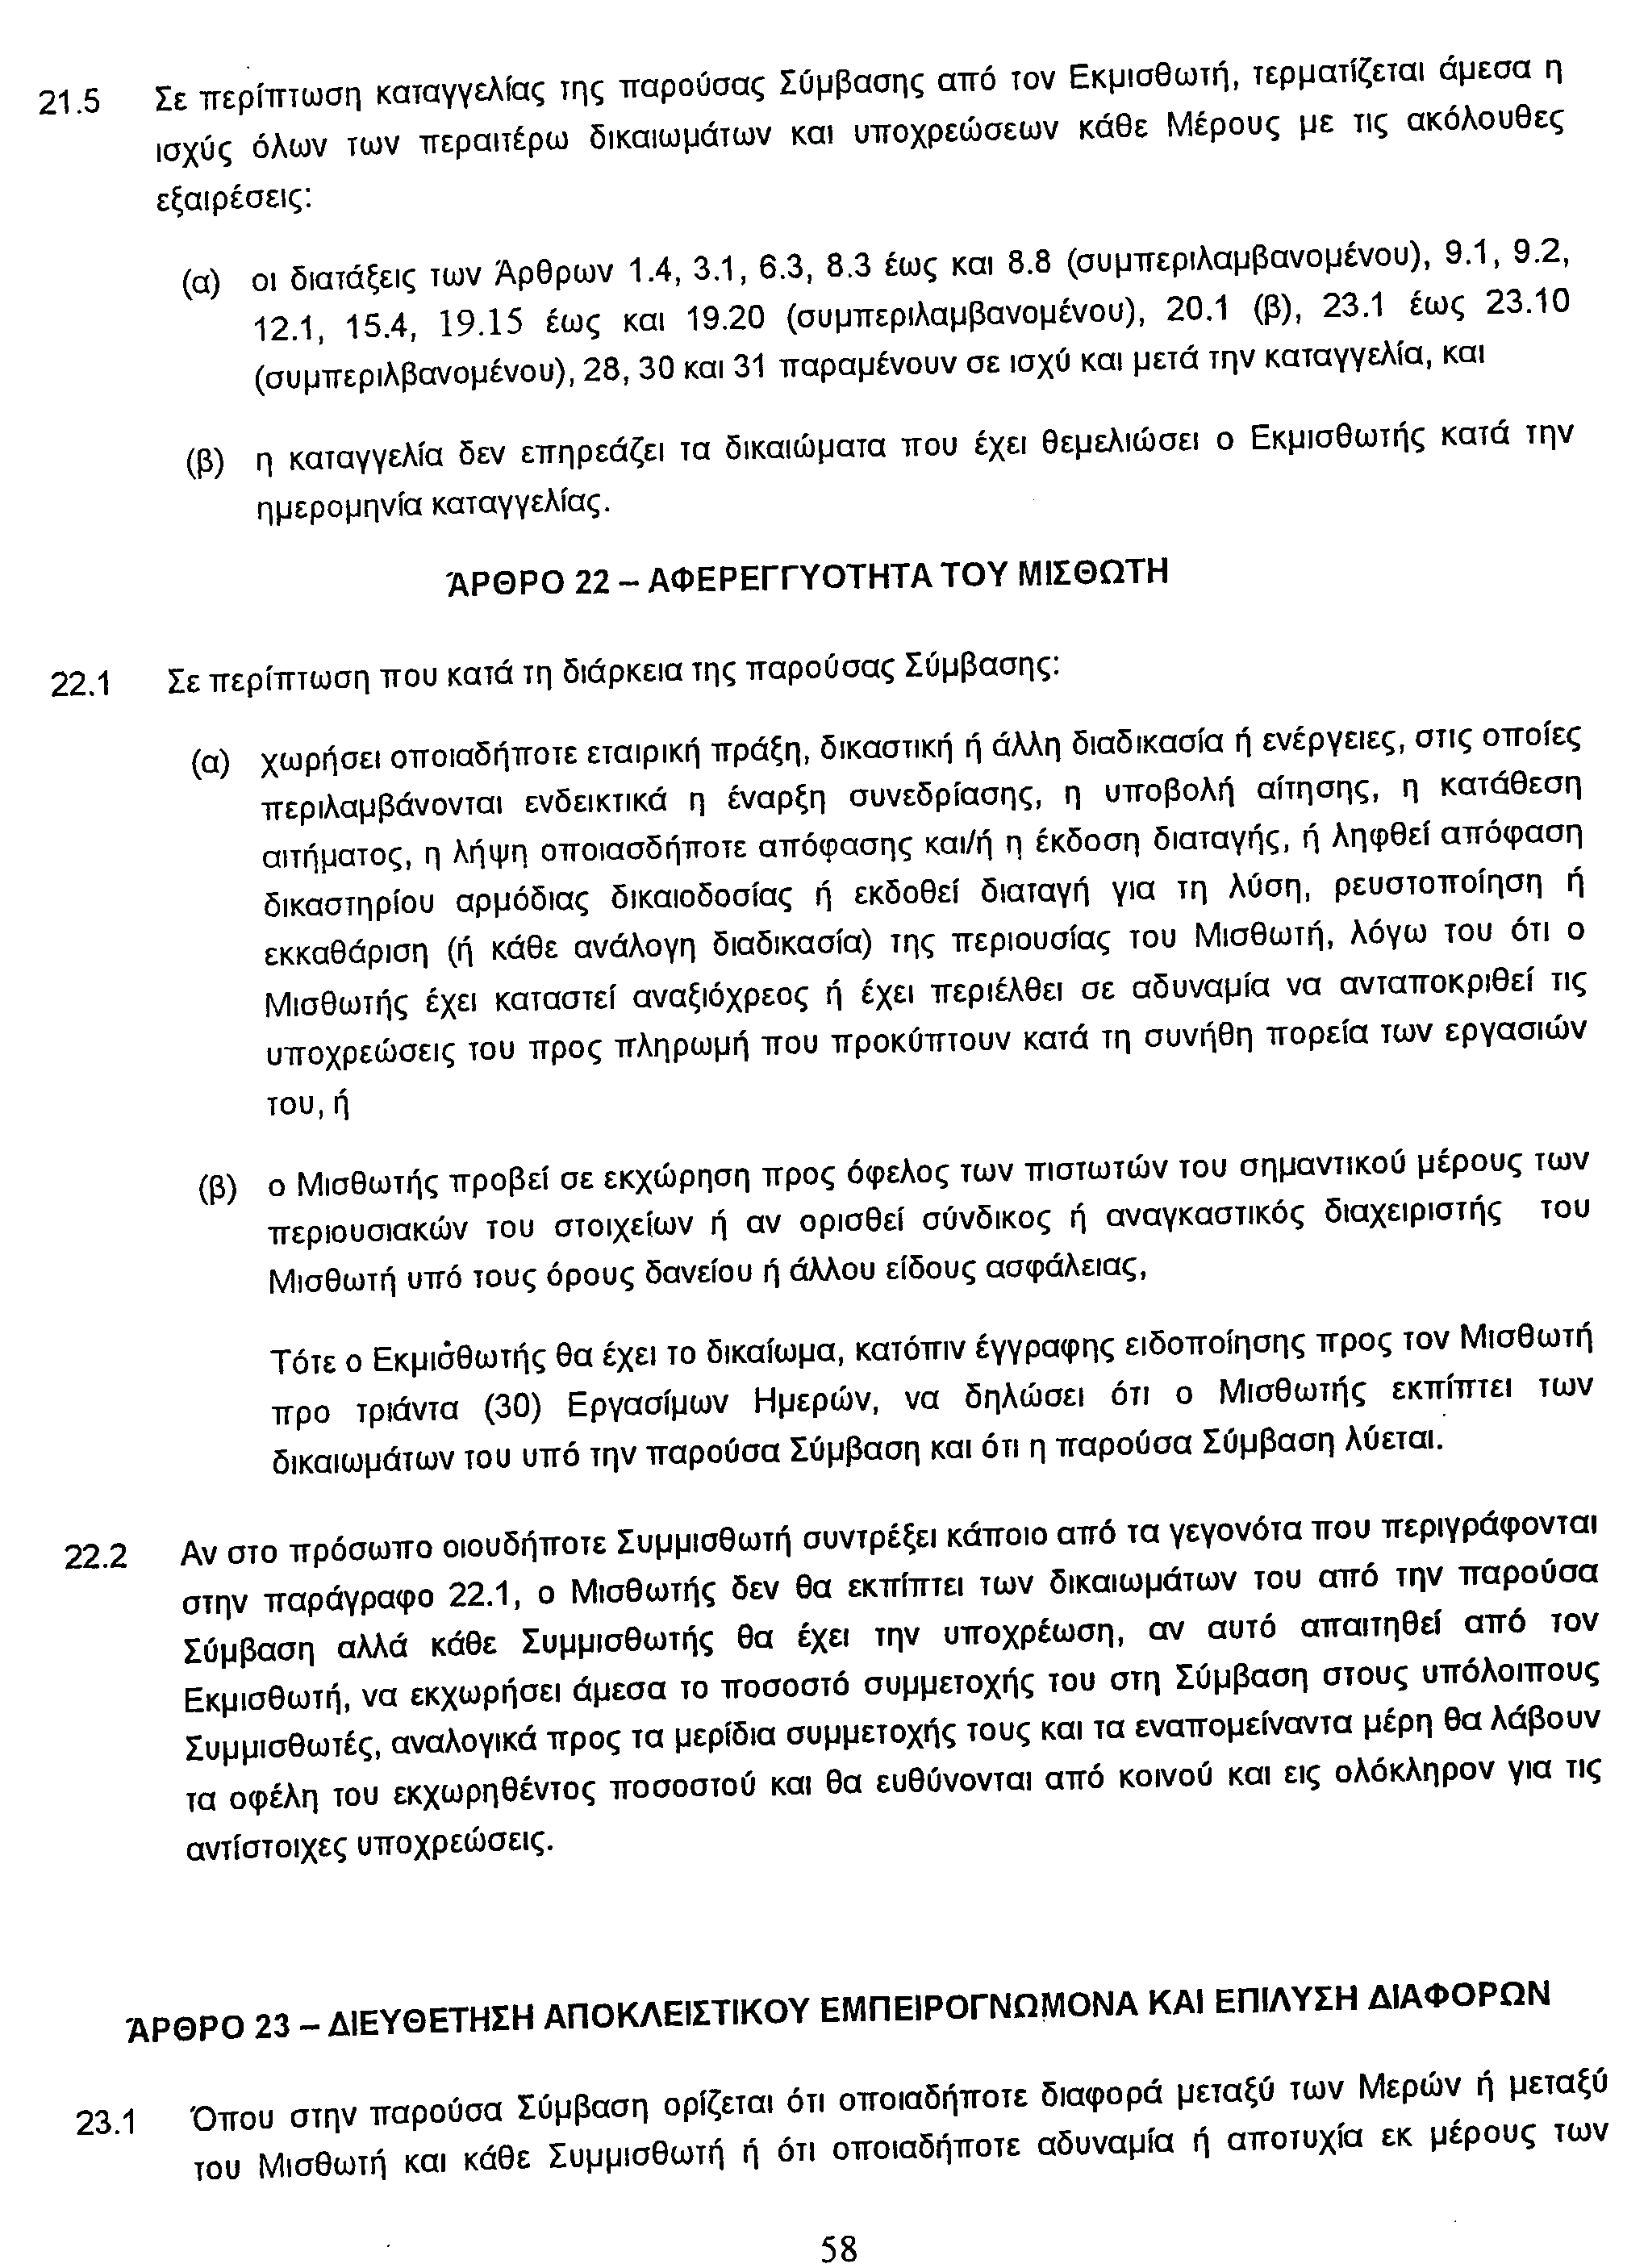 21.5 Σε περίπτωση καταγγελίας της παρούσας Σύμβασης από τον Εκμισθωτή, τερματίζεται άμεσα η
ισχύς όλων των περαιτέρω δικαιωμάτων και υποχρεώσεων κάθε Μέρους με τις ακόλουθες
εξαιρέσεις:
(α) οι διατάξεις των Άρθρων 1.4, 3.1, 6.3, 8.3 έως και 8.8 (συμπεριλαμβανομένου), 9.1, 9.2,
12.1, 15.4, 19.15 έως και 19.20 (συμπεριλαμβανομένου), 20.1 (β), 23.1 έως 23.10
(συμπεριλβανομένου), 28, 30 και 31 παραμένουν σε ισχύ και μετά την καταγγελία, και
(β) η καταγγελία δεν επηρεάζει τα δικαιώματα που έχει θεμελιώσει ο Εκμισθωτής κατά την
ημερομηνία καταγγελίας.
ΆΡΘΡΟ 22 – ΑΦΕΡΕΓΓΥΟΤΗΤΑ ΤΟΥ ΜΙΣΘΩΤΗ
22.1 Σε περίπτωση που κατά τη διάρκεια της παρούσας Σύμβασης:
(α) χωρήσει οποιαδήποτε εταιρική πράξη, δικαστική ή άλλη διαδικασία ή ενέργειες, στις οποίες
περιλαμβάνονται ενδεικτικά η έναρξη συνεδρίασης, η υποβολή αίτησης, η κατάθεση
αιτήματος, η λήψη οποιασδήποτε απόφασης και/ή η έκδοση διαταγής, ή ληφθεί απόφαση
δικαστηρίου αρμόδιας δικαιοδοσίας ή εκδοθεί διαταγή για τη λύση, ρευστοποίηση ή
εκκαθάριση (ή κάθε ανάλογη διαδικασία) της περιουσίας του Μισθωτή, λόγω του ότι ο
Μισθωτής έχει καταστεί αναξιόχρεος ή έχει περιέλθει σε αδυναμία να ανταποκριθεί τις
υποχρεώσεις του προς πληρωμή που προκύπτουν κατά τη συνήθη πορεία των εργασιών
του, ή
(β) ο Μισθωτής προβεί σε εκχώρηση προς όφελος των πιστωτών του σημαντικού μέρους των
περιουσιακών του στοιχείων ή αν ορισθεί σύνδικος ή αναγκαστικός διαχειριστής του
Μισθωτή υπό τους όρους δανείου ή άλλου είδους ασφάλειας,
Τότε ο Εκμισθωτής θα έχει το δικαίωμα, κατόπιν έγγραφης ειδοποίησης προς τον Μισθωτή
προ τριάντα (30) Εργασίμων Ημερών, να δηλώσει ότι ο Μισθωτής εκπίπτει των
δικαιωμάτων του υπό την παρούσα Σύμβαση και ότι η παρούσα Σύμβαση λύεται.
22.2 Αν στο πρόσωπο οιουδήποτε Συμμισθωτή συντρέξει κάποιο από τα γεγονότα που περιγράφονται
στην παράγραφο 22.1, ο Μισθωτής δεν θα εκπίπτει των δικαιωμάτων του από την παρούσα
Σύμβαση αλλά κάθε Συμμισθωτής θα έχει την υποχρέωση, αν αυτό απαιτηθεί από τον
Εκμισθωτή, να εκχωρήσει άμεσα το ποσοστό συμμετοχής του στη Σύμβαση στους υπόλοιπους
Συμμισθωτές, αναλογικά προς τα μερίδια συμμετοχής τους και τα εναπομείναντα μέρη θα λάβουν
τα οφέλη του εκχωρηθέντος ποσοστού και θα ευθύνονται από κοινού και εις ολόκληρον για τις
αντίστοιχες υποχρεώσεις.
ΆΡΘΡΟ 23 – ΔΙΕΥΘΕΤΗΣΗ ΑΠΟΚΛΕΙΣΤΙΚΟΥ ΕΜΠΕΙΡΟΓΝΩΜΟΝΑ ΚΑΙ ΕΠΙΛΥΣΗ ΔΙΑΦΟΡΩΝ
23.1 Όπου στην παρούσα Σύμβαση ορίζεται ότι οποιαδήποτε διαφορά μεταξύ των Μερών ή μεταξύ
του Μισθωτή και κάθε Συμμισθωτή ή ότι οποιαδήποτε αδυναμία ή αποτυχία εκ μέρους των
58